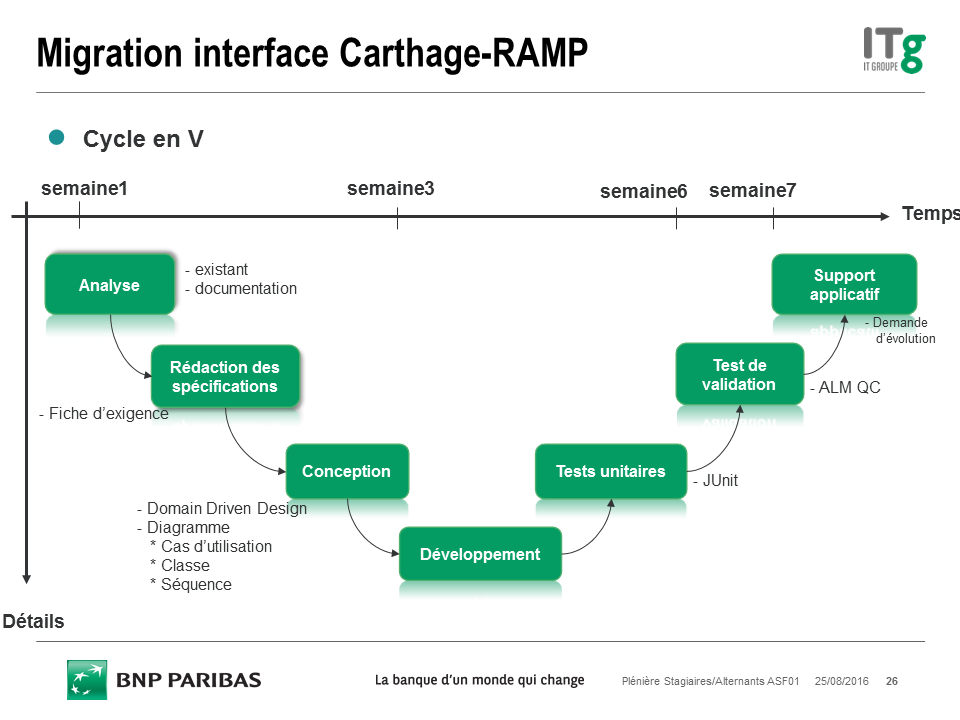 Migration interface Carthage-RAMP
ITg
IT GROUPE
Cycle en V
semaine1
semaine3
semaine6
semaine7
Temps
Analyse
- existant
- documentation
Support
applicatif
- Demande
d’évolution
Rédaction des
spécifications
- Fiche d’exigence
Test de
validation
- ALM QC
Conception
- Domain Driven Design
- Diagramme
* Cas d’utilisation
* Classe
* Séquence
Tests unitaires
- JUnit
Développement
Détails
BNP PARIBAS
La banque d’un monde qui change
Plénière Stagiaires/Alternants ASF01
25/08/2016
26